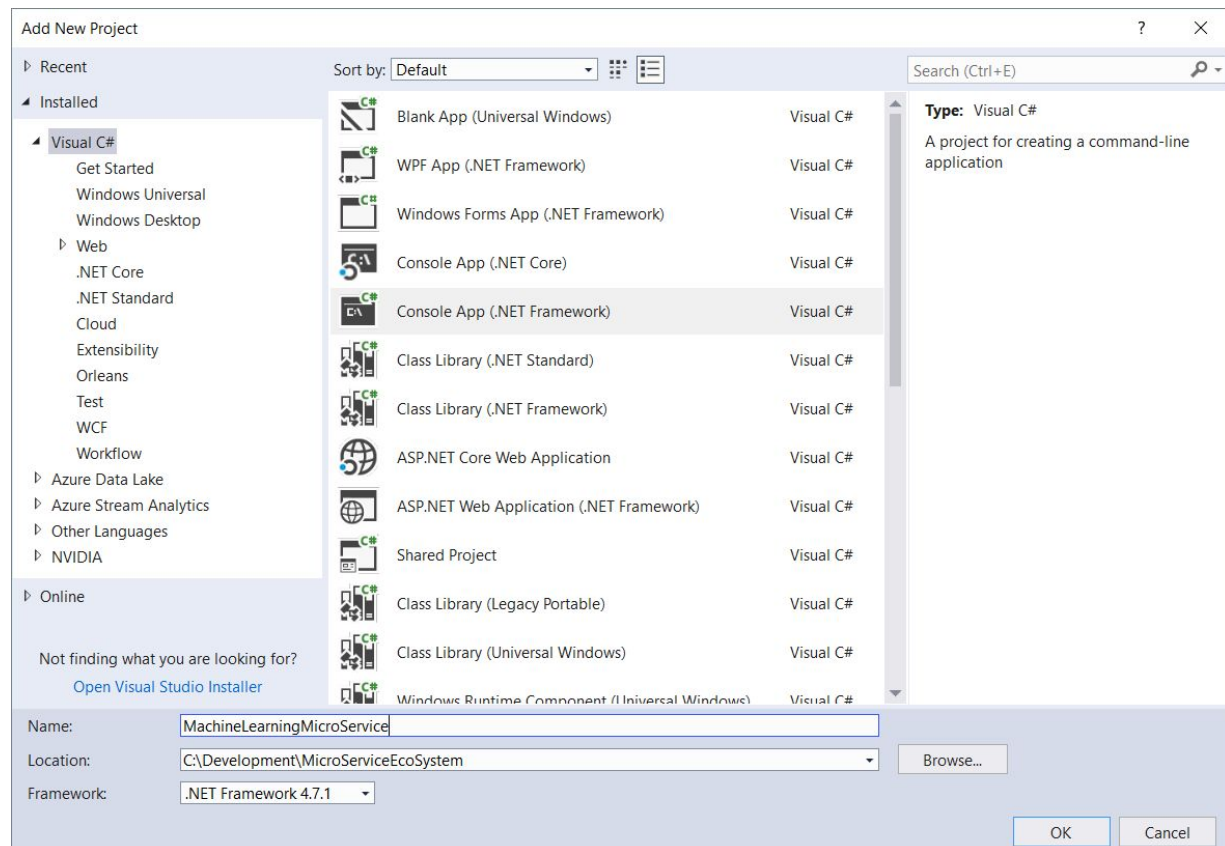 Add New Project
?
Recent
Installed
Visual C#
Get Started
Windows Universal
Windows Desktop
Web
.NET Core
.NET Standard
Cloud
Extensibility
Orleans
Test
WCF
Workflow
Azure Data Lake
Azure Stream Analytics
Other Languages
NVIDIA
Online
Not finding what you are looking for?
Open Visual Studio Installer
Sort by: Default
C# Blank App (Universal Windows) Visual C#
C# WPF App (.NET Framework) Visual C#
C# Windows Forms App (.NET Framework) Visual C#
C:\ Console App (.NET Core) Visual C#
C# C:\ Console App (.NET Framework) Visual C#
C# Class Library (.NET Standard) Visual C#
C# Class Library (.NET Framework) Visual C#
ASP.NET Core Web Application Visual C#
ASP.NET Web Application (.NET Framework) Visual C#
C# Shared Project Visual C#
C# Class Library (Legacy Portable) Visual C#
C# Class Library (Universal Windows) Visual C#
C# Windows Runtime Component (Universal Windows) Visual C#
Search (Ctrl+E)
Type: Visual C#
A project for creating a command-line
application
Name: MachineLearningMicroService
Location: C:\Development\MicroServiceEcoSystem Browse...
Framework: .NET Framework 4.7.1
OK Cancel